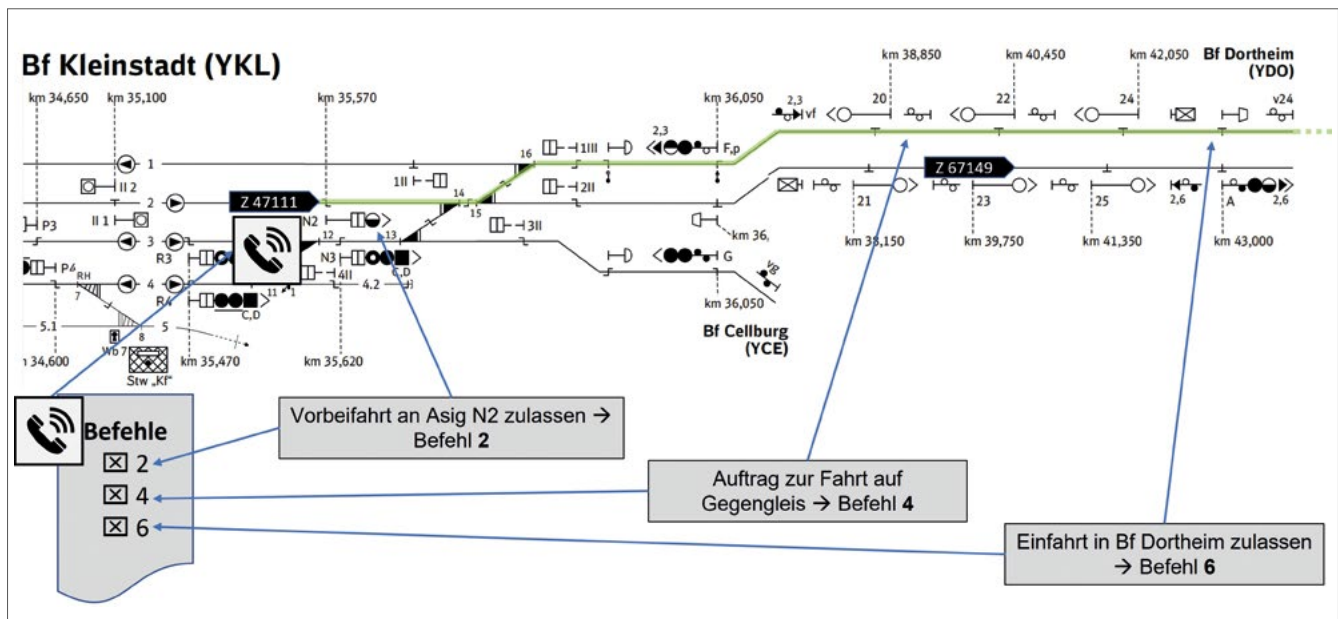 Bf Kleinstadt (YKL)
km 34,650
km 35,100
km 35,570
km 36,050
km 38,850
km 40,450
km 42,050
Bf Dortheim
(YDO)
2,3
vf
20
22
24
v24
16
1III
2,3
F,p
1
II 2
1II
2II
Z 67149
2
Z 47111
14
15
II 1
N2
3II
21
23
25
2,6
A
2,6
P3
3
12
13
km 36,
km 38,150
km 39,750
km 41,350
km 43,000
R3
N3
C,D
G
4II
vg
P4
RH
7
4
11
1
4.2
R4
C,D
km 36,050
5.1
5
8
Wb 7
Bf Cellburg
(YCE)
34,600
km 35,470
km 35,620
Stw „Kf"
Befehle
2
4
6
Vorbeifahrt an Asig N2 zulassen →
Befehl 2
Auftrag zur Fahrt auf
Gegengleis → Befehl 4
Einfahrt in Bf Dortheim zulassen
→ Befehl 6